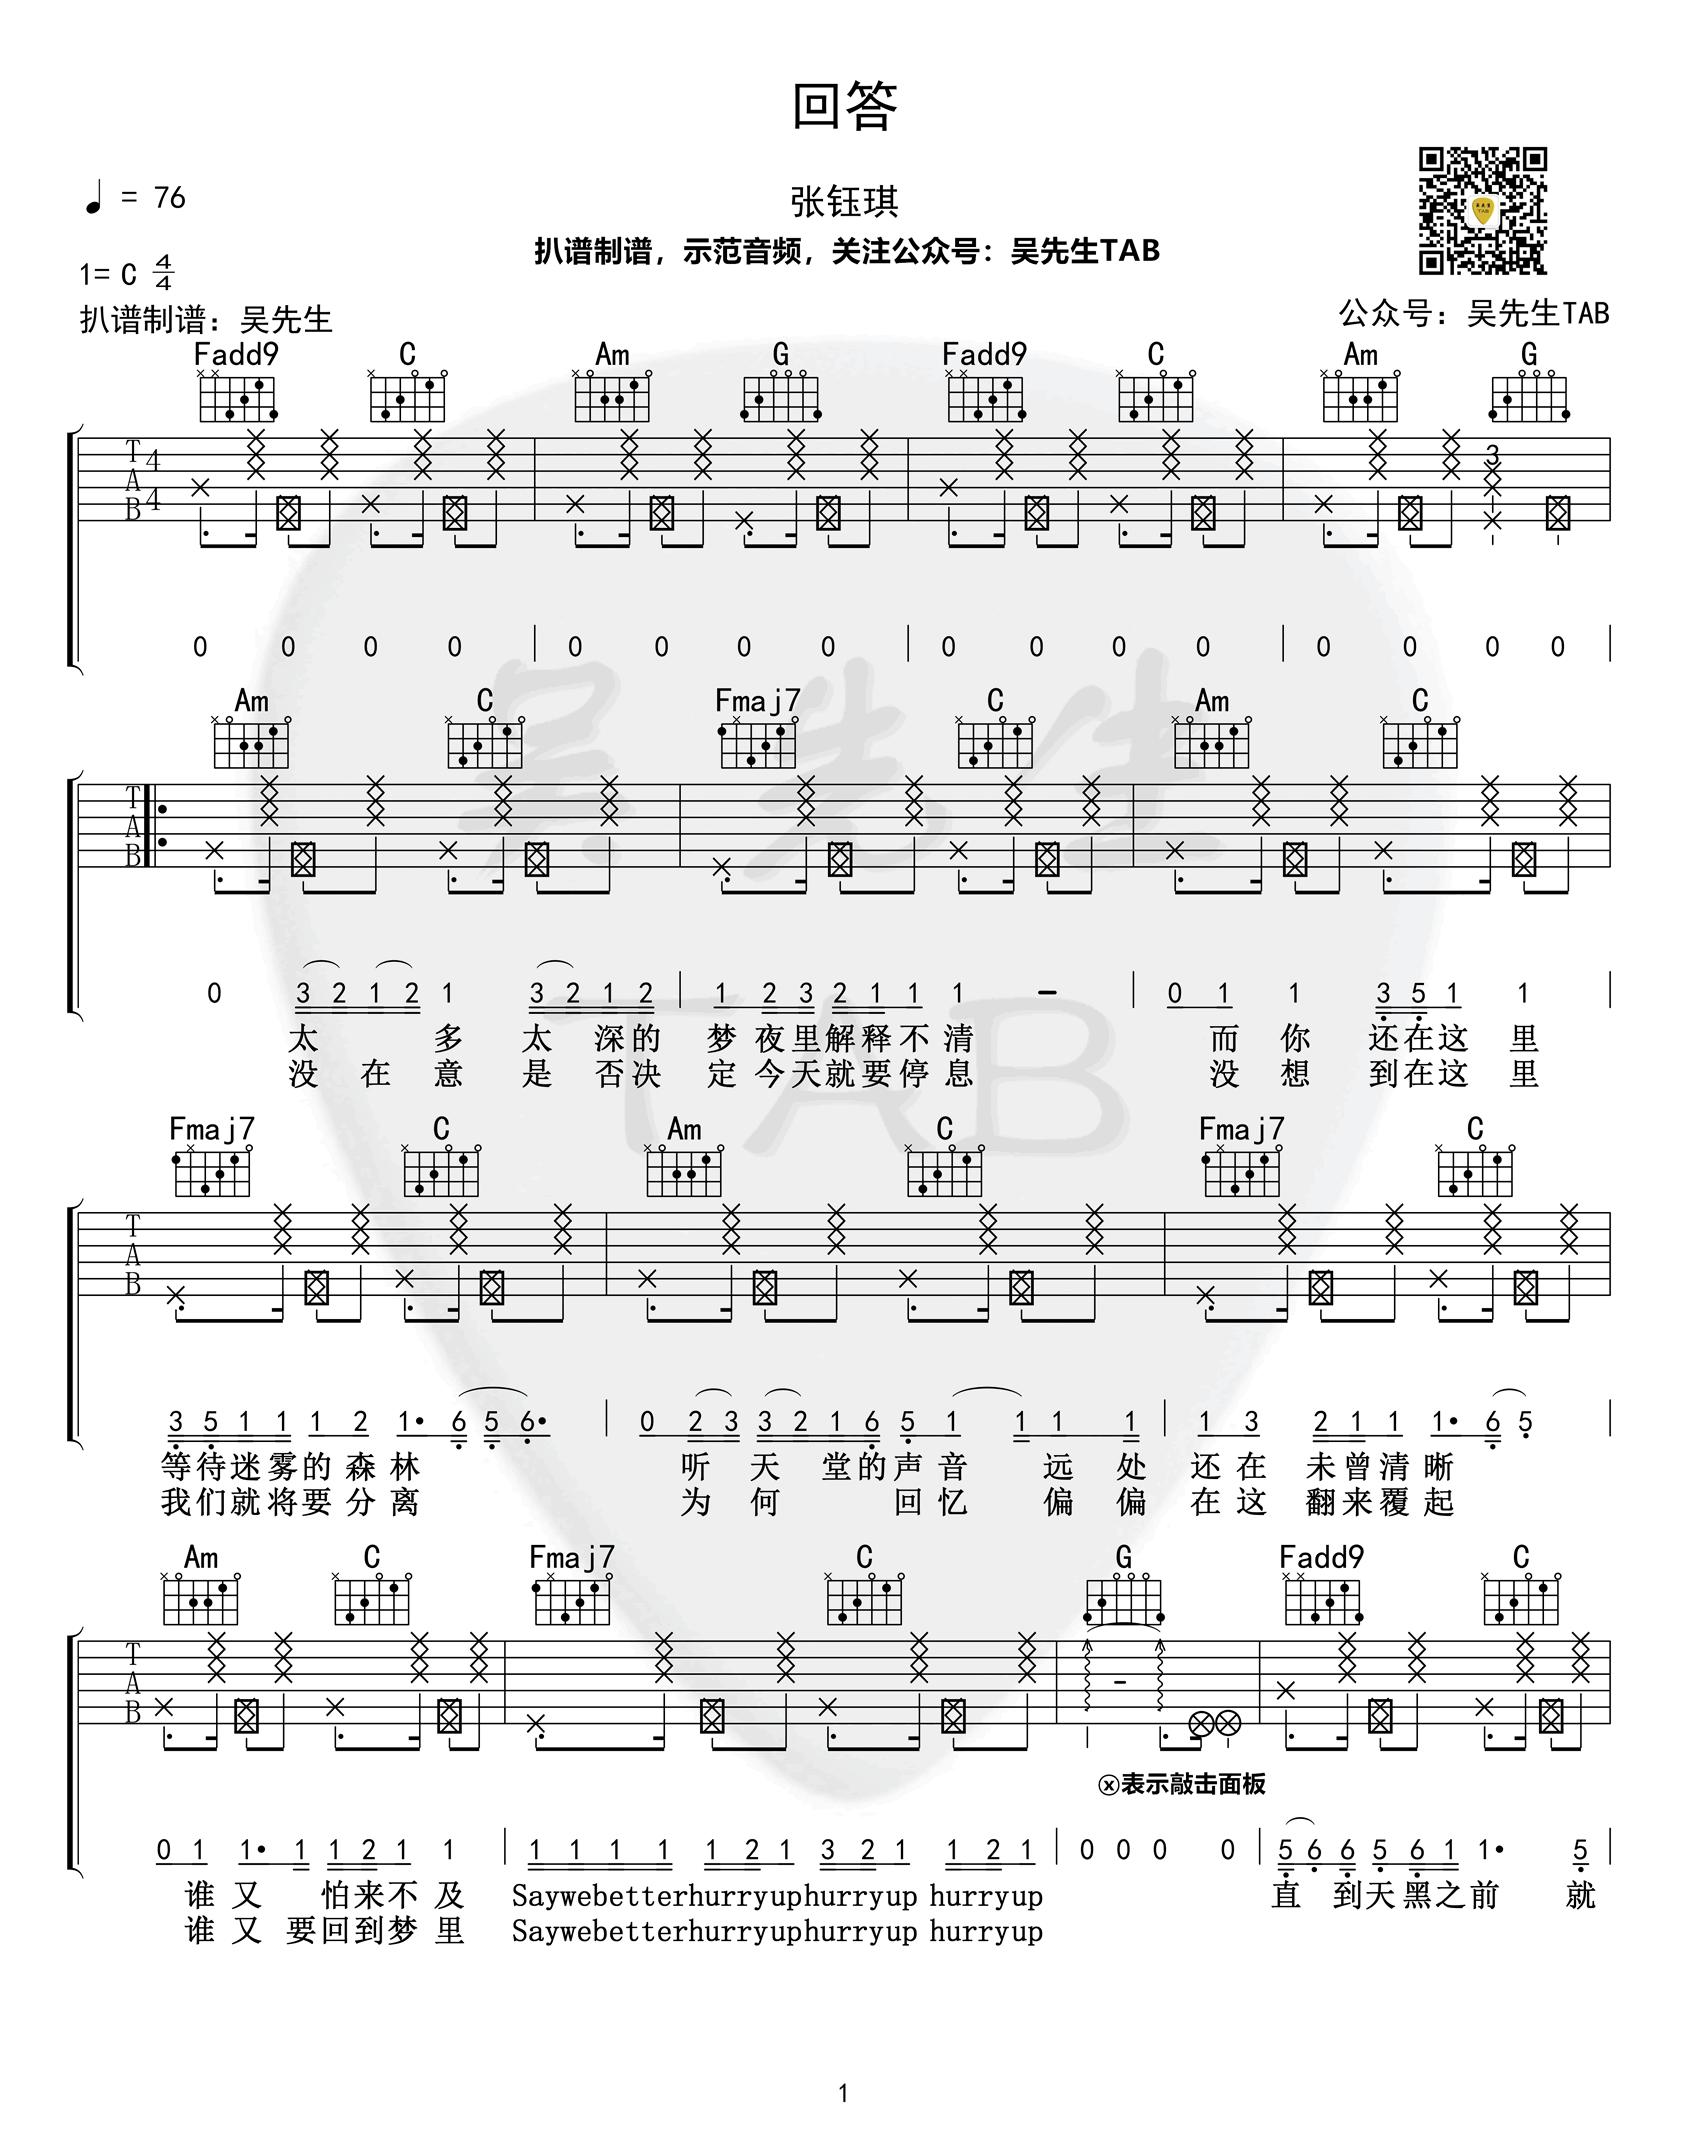 回答
♩ = 76
张钰琪
扒谱制谱，示范音频，关注公众号：吴先生TAB
1= C 4/4
扒谱制谱：吴先生
公众号：吴先生TAB
Fadd9 C Am G Fadd9 C Am G
T A B 4 4 3
0 0 0 0 | 0 0 0 0 | 0 0 0 0 | 0 0 0 0
吴先生
TAB
Am C Fmaj7 C Am C
T A B
0 3 2 1 2 1 3 2 1 2 | 1 2 3 2 1 1 1 - | 0 1 1 3 5 1 1
太 多 太 深的 梦 夜里解释不清 而 你 还在这 里
没 在 意 是 否决 定 今天就要停息 没 想 到在这 里
Fmaj7 C Am C Fmaj7 C
T A B
3 5 1 1 1 2 1• 6 5 6• | 0 2 3 3 2 1 6 5 1 1 1 1 | 1 3 2 1 1 1• 6 5
等待迷雾的森林 听 天 堂的声音 远 处 还在 未曾清晰
我们就将要分离 为 何 回忆 偏 偏 在这 翻来覆起
Am C Fmaj7 C G Fadd9 C
T A B
ⓧ表示敲击面板
0 1 1• 1 1 2 1 1 | 1 1 1 1 1 2 1 3 2 1 1 2 1 | 0 0 0 0 | 5 6 6 5 6 1 1• 5
谁又 怕来不及 Saywebetterhurryuphurryup hurryup 直 到天黑之前 就
谁又 要回到梦里 Saywebetterhurryuphurryup hurryup
1